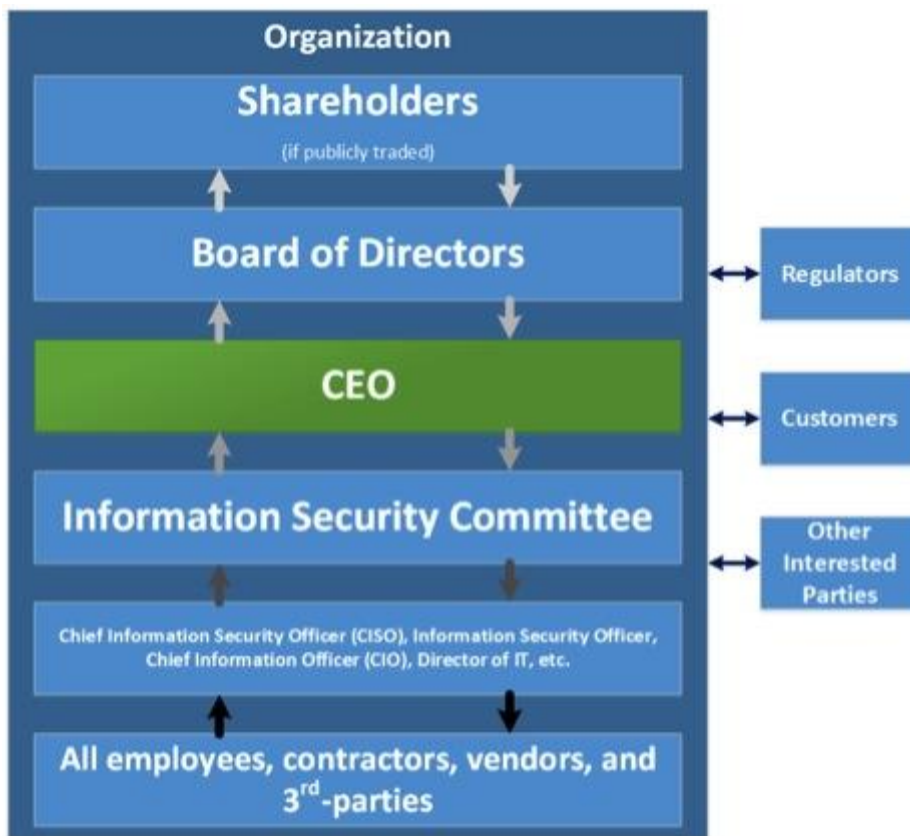 Organization
Shareholders
(if publicly traded)
Board of Directors
CEO
Information Security Committee
Chief Information Security Officer (CISO), Information Security Officer,
Chief Information Officer (CIO), Director of IT, etc.
All employees, contractors, vendors, and
3rd-parties
Regulators
Customers
Other
Interested
Parties